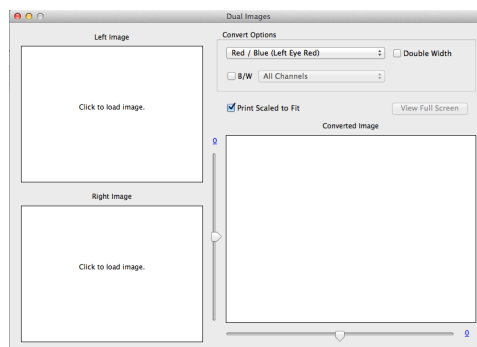 Dual Images
Left Image
Click to load image.
Right Image
Click to load image.
Convert Options
Red / Blue (Left Eye Red)
Double Width
B/W
All Channels
Print Scaled to Fit
View Full Screen
Converted Image
0
0